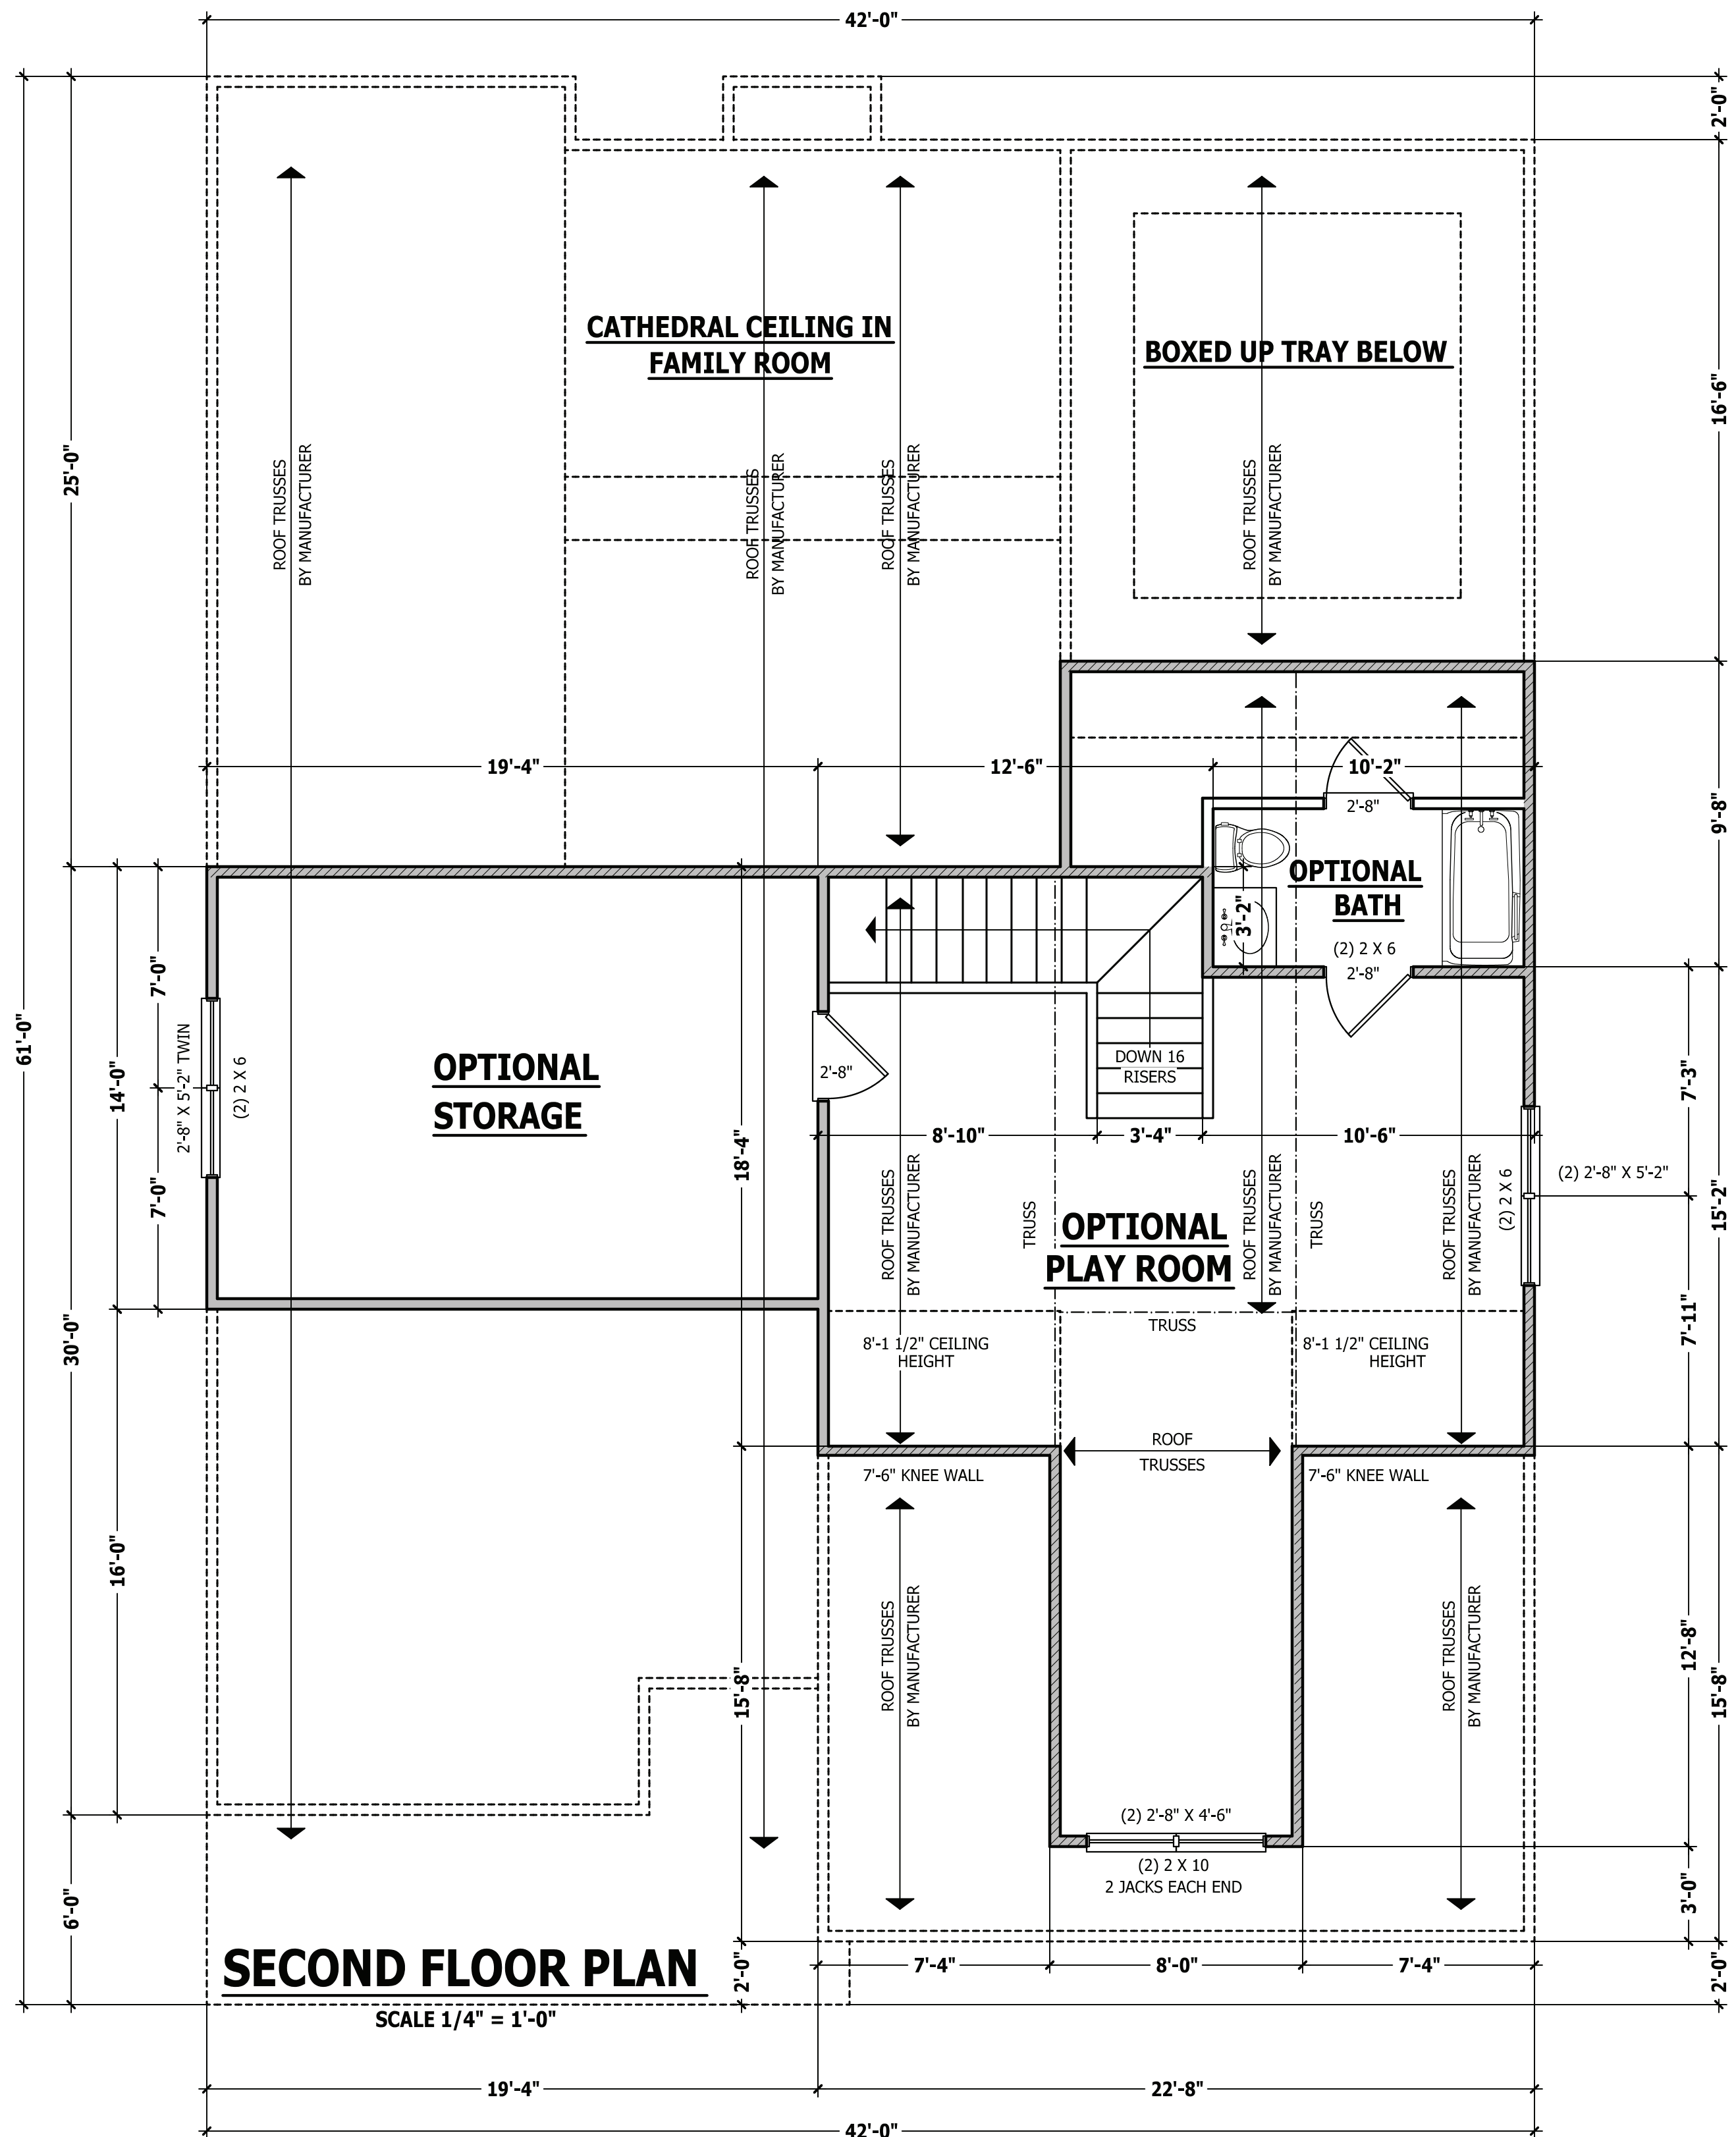 42'-0"
2'-0"
CATHEDRAL CEILING IN
FAMILY ROOM
BOXED UP TRAY BELOW
16'-6"
25'-0"
ROOF TRUSSES
BY MANUFACTURER
ROOF TRUSSES
BY MANUFACTURER
ROOF TRUSSES
BY MANUFACTURER
ROOF TRUSSES
BY MANUFACTURER
19'-4"
12'-6"
10'-2"
2'-8"
9'-8"
OPTIONAL
BATH
3'-2"
(2) 2 X 6
2'-8"
7'-0"
61'-0"
14'-0"
2'-8" X 5'-2" TWIN
(2) 2 X 6
OPTIONAL
STORAGE
2'-8"
DOWN 16
RISERS
7'-3"
8'-10"
3'-4"
10'-6"
18'-4"
7'-0"
(2) 2'-8" X 5'-2"
(2) 2 X 6
15'-2"
ROOF TRUSSES
BY MANUFACTURER
TRUSS
OPTIONAL
PLAY ROOM
ROOF TRUSSES
BY MANUFACTURER
TRUSS
ROOF TRUSSES
BY MANUFACTURER
30'-0"
7'-11"
TRUSS
8'-1 1/2" CEILING
HEIGHT
8'-1 1/2" CEILING
HEIGHT
ROOF
TRUSSES
7'-6" KNEE WALL
7'-6" KNEE WALL
16'-0"
ROOF TRUSSES
BY MANUFACTURER
ROOF TRUSSES
BY MANUFACTURER
12'-8"
15'-8"
15'-8"
(2) 2'-8" X 4'-6"
(2) 2 X 10
2 JACKS EACH END
6'-0"
3'-0"
SECOND FLOOR PLAN
2'-0"
7'-4"
8'-0"
7'-4"
2'-0"
SCALE 1/4" = 1'-0"
19'-4"
22'-8"
42'-0"